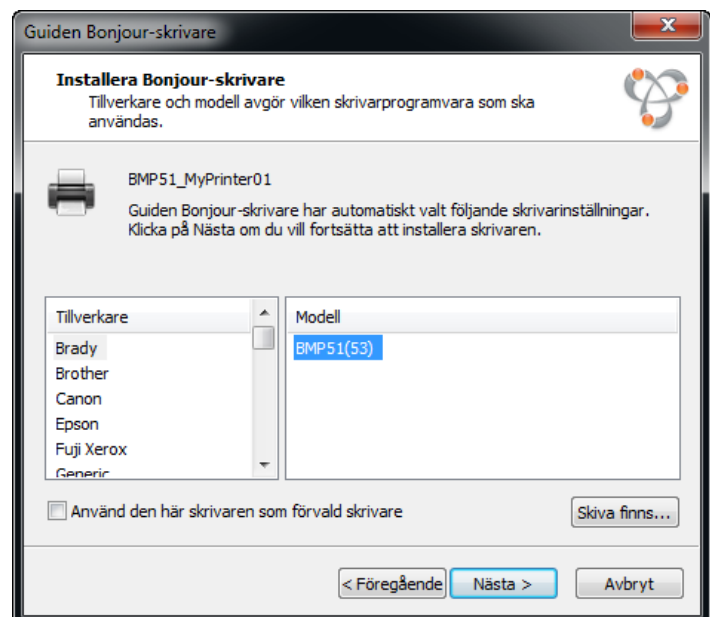 Guiden Bonjour-skrivare
Installera Bonjour-skrivare
Tillverkare och modell avgör vilken skrivarprogramvara som ska
användas.
BMP51_MyPrinter01
Guiden Bonjour-skrivare har automatiskt valt följande skrivarinställningar.
Klicka på Nästa om du vill fortsätta att installera skrivaren.
Tillverkare
Brady
Brother
Canon
Epson
Fuji Xerox
Generic
Modell
BMP51(53)
Använd den här skrivaren som förvald skrivare
Skiva finns...
< Föregående
Nästa >
Avbryt